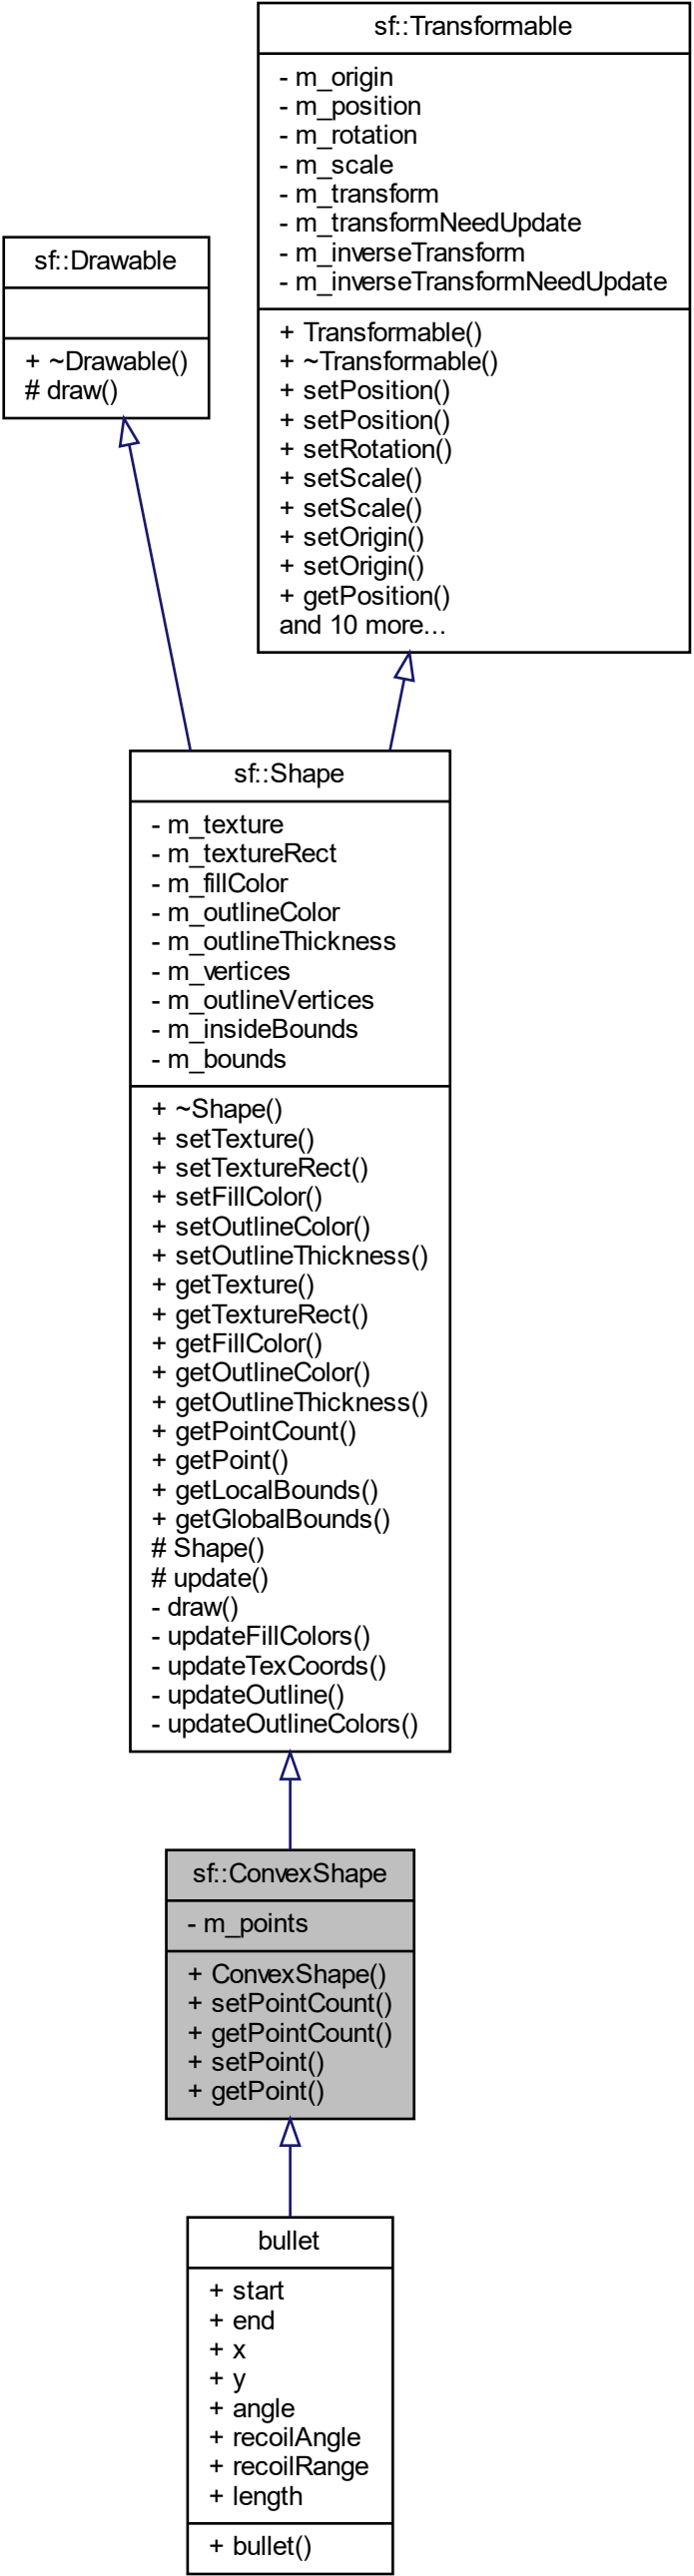 sf::Transformable
- m_origin
- m_position
- m_rotation
- m_scale
- m_transform
- m_transformNeedUpdate
- m_inverseTransform
- m_inverseTransformNeedUpdate
+ Transformable()
+ ~Transformable()
+ setPosition()
+ setPosition()
+ setRotation()
+ setScale()
+ setScale()
+ setOrigin()
+ setOrigin()
+ getPosition()
and 10 more...
sf::Drawable
+ ~Drawable()
# draw()
sf::Shape
- m_texture
- m_textureRect
- m_fillColor
- m_outlineColor
- m_outlineThickness
- m_vertices
- m_outlineVertices
- m_insideBounds
- m_bounds
+ ~Shape()
+ setTexture()
+ setTextureRect()
+ setFillColor()
+ setOutlineColor()
+ setOutlineThickness()
+ getTexture()
+ getTextureRect()
+ getFillColor()
+ getOutlineColor()
+ getOutlineThickness()
+ getPointCount()
+ getPoint()
+ getLocalBounds()
+ getGlobalBounds()
# Shape()
# update()
- draw()
- updateFillColors()
- updateTexCoords()
- updateOutline()
- updateOutlineColors()
sf::ConvexShape
- m_points
+ ConvexShape()
+ setPointCount()
+ getPointCount()
+ setPoint()
+ getPoint()
bullet
+ start
+ end
+ x
+ y
+ angle
+ recoilAngle
+ recoilRange
+ length
+ bullet()